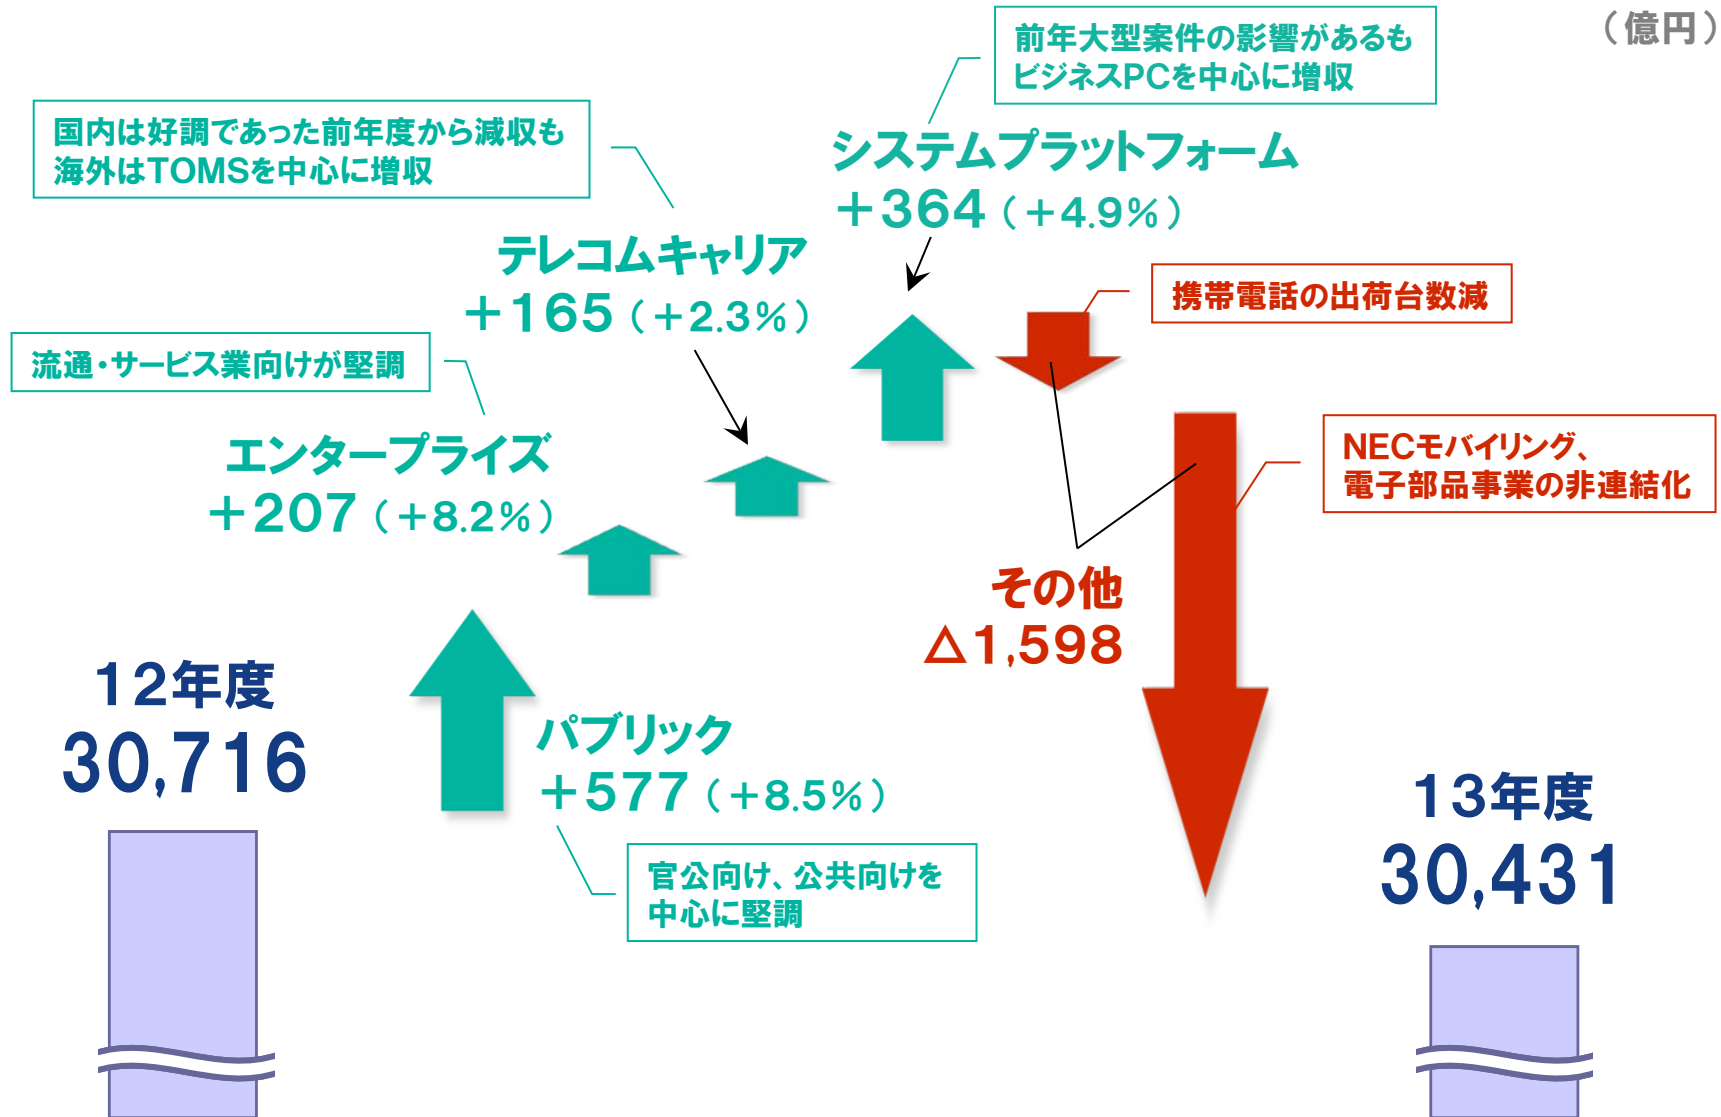 （億円）
前年大型案件の影響があるも
ビジネスPCを中心に増収
国内は好調であった前年度から減収も
海外はTOMSを中心に増収
システムプラットフォーム
＋364（＋4.9％）
テレコムキャリア
＋165（＋2.3％）
携帯電話の出荷台数減
流通・サービス業向けが堅調
NECモバイリング、
電子部品事業の非連結化
エンタープライズ
＋207（＋8.2％）
その他
△1,598
12年度
30,716
パブリック
＋577（＋8.5％）
13年度
30,431
官公向け、公共向けを
中心に堅調